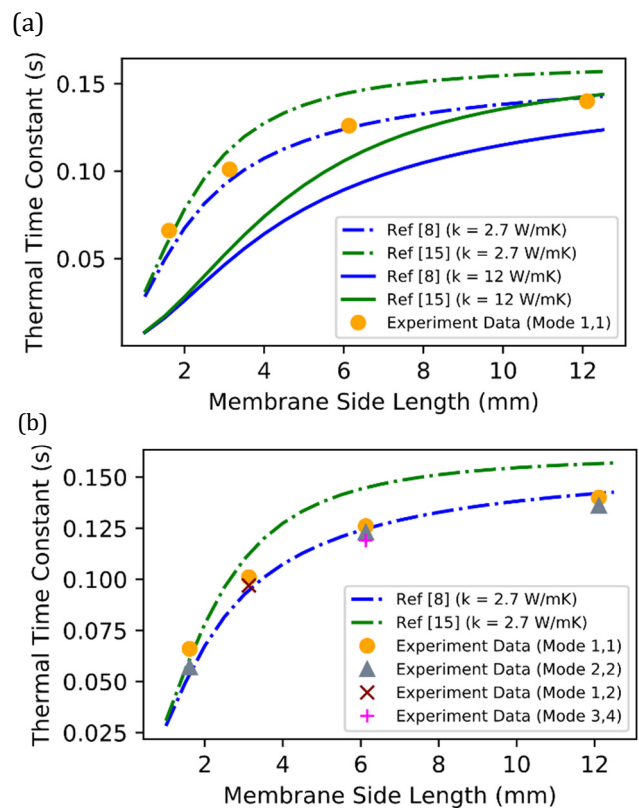 (a)
Thermal Time Constant (s)
0.15
0.10
0.05
Ref [8] (k = 2.7 W/mK)
Ref [15] (k = 2.7 W/mK)
Ref [8] (k = 12 W/mK)
Ref [15] (k = 12 W/mK)
Experiment Data (Mode 1,1)
2 4 6 8 10 12
Membrane Side Length (mm)
(b)
Thermal Time Constant (s)
0.150
0.125
0.100
0.075
0.050
0.025
Ref [8] (k = 2.7 W/mK)
Ref [15] (k = 2.7 W/mK)
Experiment Data (Mode 1,1)
Experiment Data (Mode 2,2)
Experiment Data (Mode 1,2)
Experiment Data (Mode 3,4)
2 4 6 8 10 12
Membrane Side Length (mm)